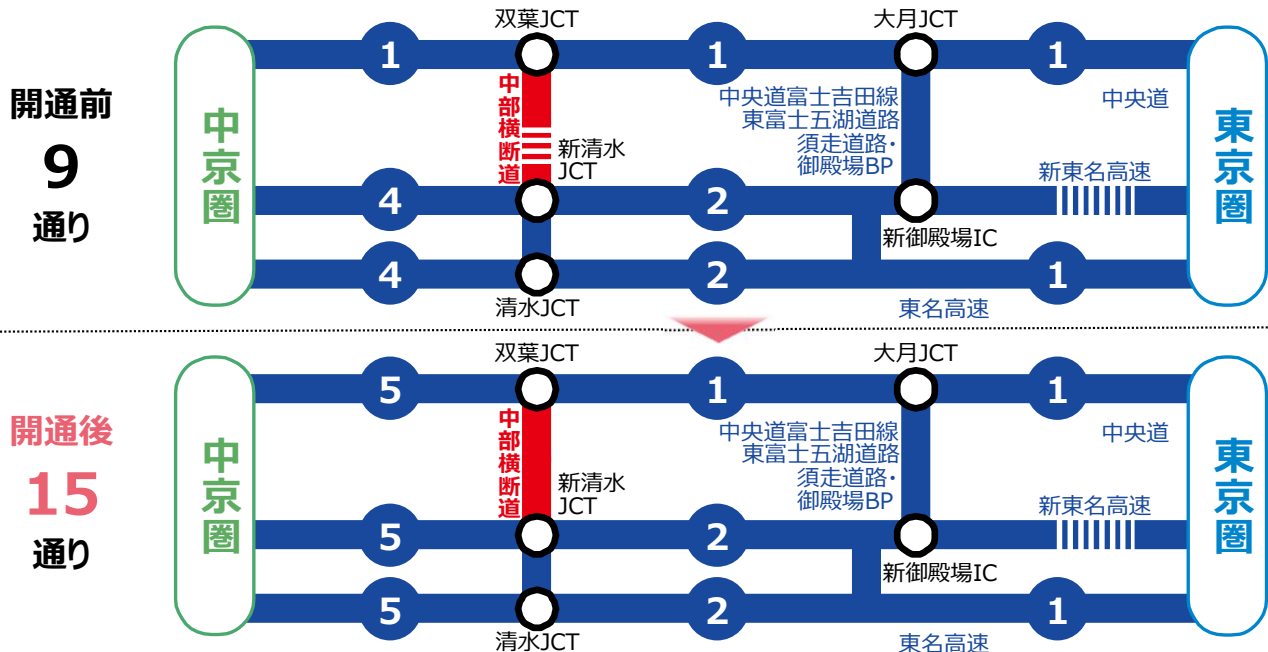 開通前
9
通り
中京圏
双葉JCT
大月JCT
1
1
1
中部横断道
新清水
JCT
中央道富士吉田線
東富士五湖道路
須走道路・
御殿場BP
中央道
新東名高速
4
2
新御殿場IC
4
2
1
清水JCT
東名高速
東京圏
開通後
15
通り
中京圏
双葉JCT
大月JCT
5
1
1
中部横断道
新清水
JCT
中央道富士吉田線
東富士五湖道路
須走道路・
御殿場BP
中央道
新東名高速
5
2
新御殿場IC
5
2
1
清水JCT
東名高速
東京圏